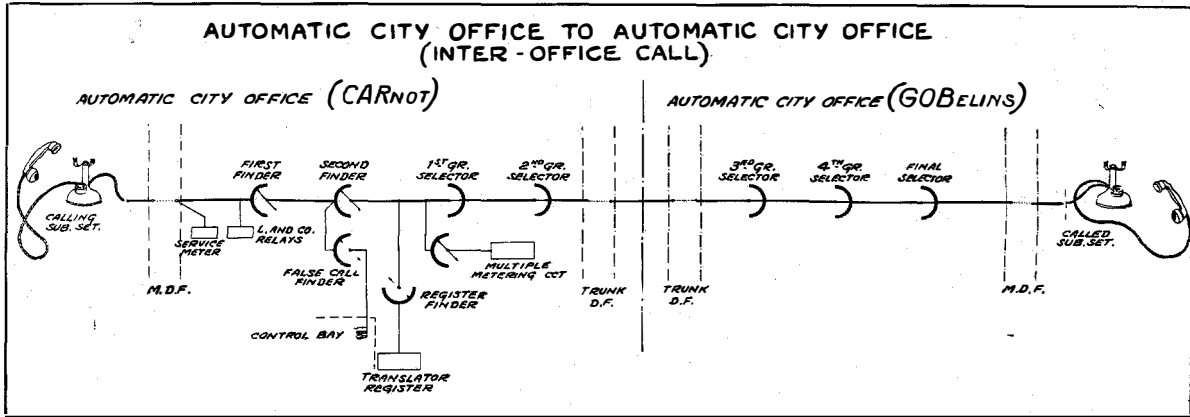 AUTOMATIC CITY OFFICE TO AUTOMATIC CITY OFFICE
(INTER-OFFICE CALL)
AUTOMATIC CITY OFFICE (CARNOT)
AUTOMATIC CITY OFFICE (GOBELINS)
CALLING
SUB. SET.
M.D.F.
SERVICE
METER
L. AND CO.
RELAYS
FIRST
FINDER
SECOND
FINDER
FALSE CALL
FINDER
CONTROL BAY
1ST GR.
SELECTOR
2ND GR.
SELECTOR
MULTIPLE
METERING CCT
REGISTER
FINDER
TRANSLATOR
REGISTER
TRUNK
D.F.
TRUNK
D.F.
3RD GR.
SELECTOR
4TH GR.
SELECTOR
FINAL
SELECTOR
M.D.F.
CALLED
SUB. SET.